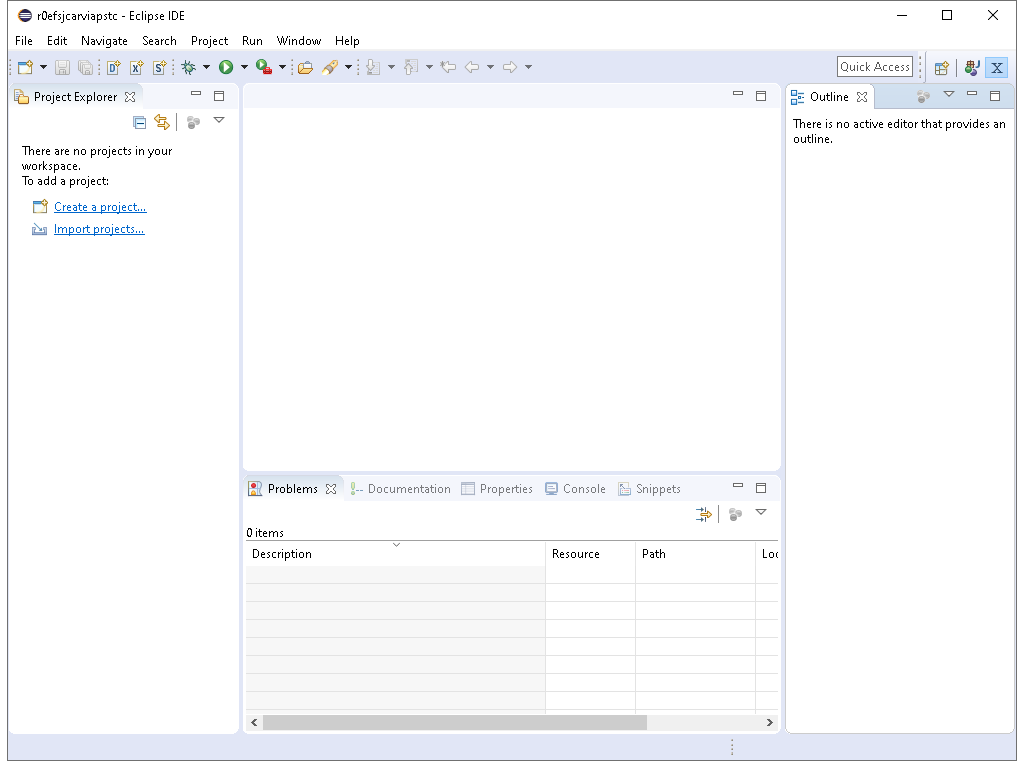 r0efsjcarviapstc - Eclipse IDE
File Edit Navigate Search Project Run Window Help
Quick Access
Project Explorer
There are no projects in your
workspace.
To add a project:
Create a project...
Import projects...
Outline
There is no active editor that provides an
outline.
Problems Documentation Properties Console Snippets
0 items
Description Resource Path Loc